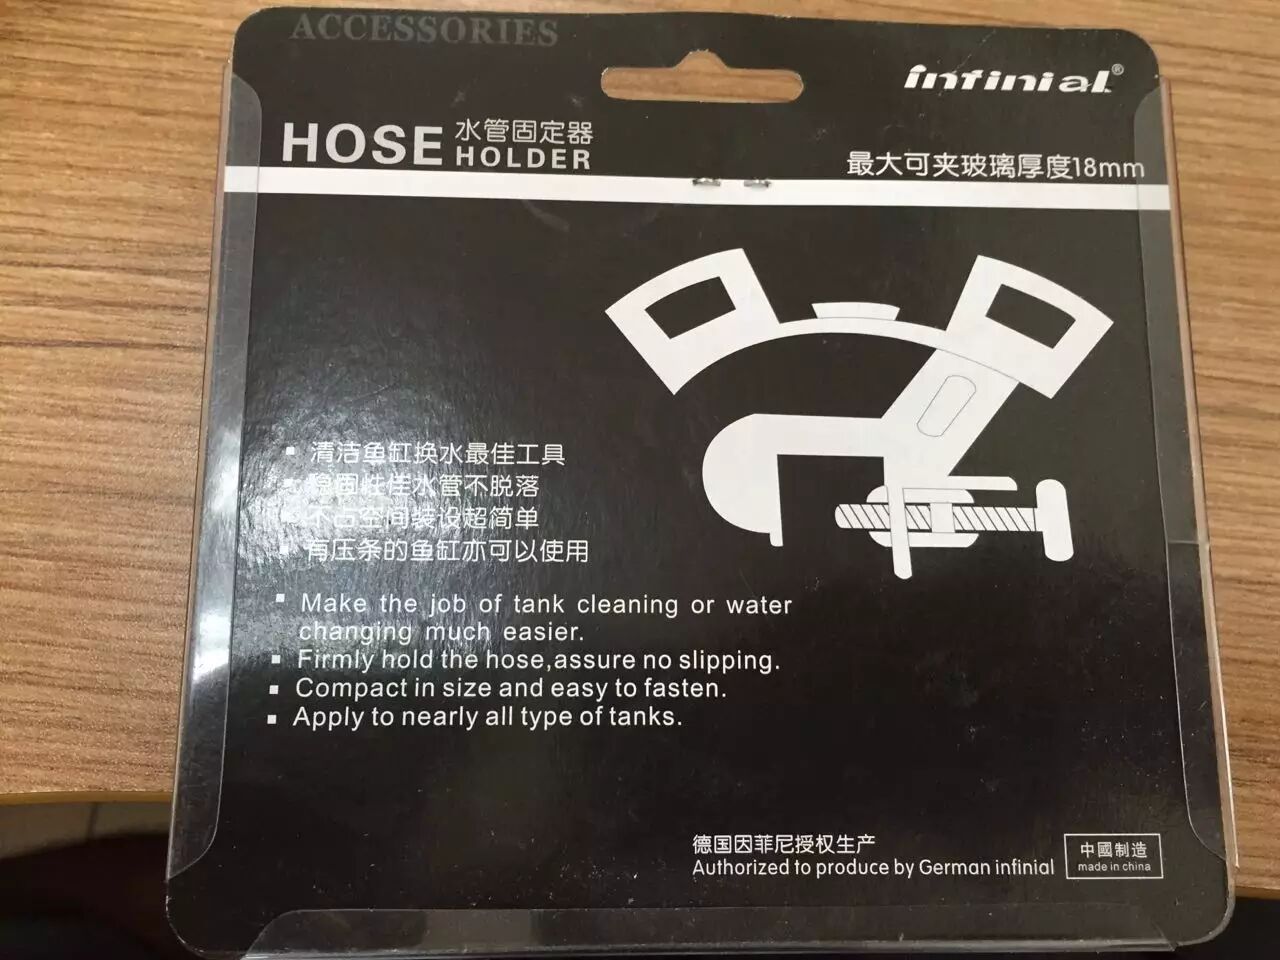 ACCESSORIES
infinial®
HOSE 水管固定器
HOLDER
最大可夹玻璃厚度18mm
▪ 清洁鱼缸换水最佳工具
▪ 稳固性佳水管不脱落
▪ 不占空间装设超简单
▪ 有压条的鱼缸亦可以使用
▪ Make the job of tank cleaning or water
changing much easier.
▪ Firmly hold the hose,assure no slipping.
▪ Compact in size and easy to fasten.
▪ Apply to nearly all type of tanks.
德国因菲尼授权生产
Authorized to produce by German infinial
中國制造
made in china